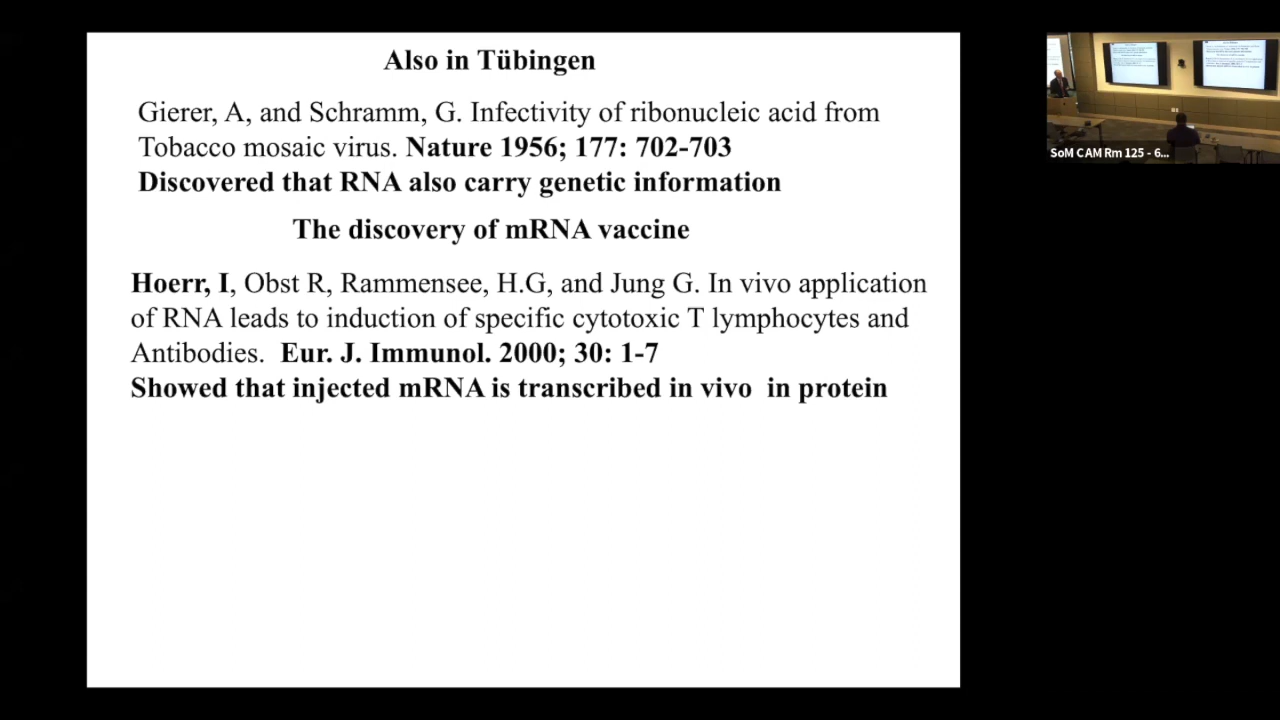 Also in Tübingen
Gierer, A, and Schramm, G. Infectivity of ribonucleic acid from
Tobacco mosaic virus. Nature 1956; 177: 702-703
Discovered that RNA also carry genetic information
The discovery of mRNA vaccine
Hoerr, I, Obst R, Rammensee, H.G, and Jung G. In vivo application
of RNA leads to induction of specific cytotoxic T lymphocytes and
Antibodies. Eur. J. Immunol. 2000; 30: 1-7
Showed that injected mRNA is transcribed in vivo in protein
SoM CAM Rm 125 - 6...